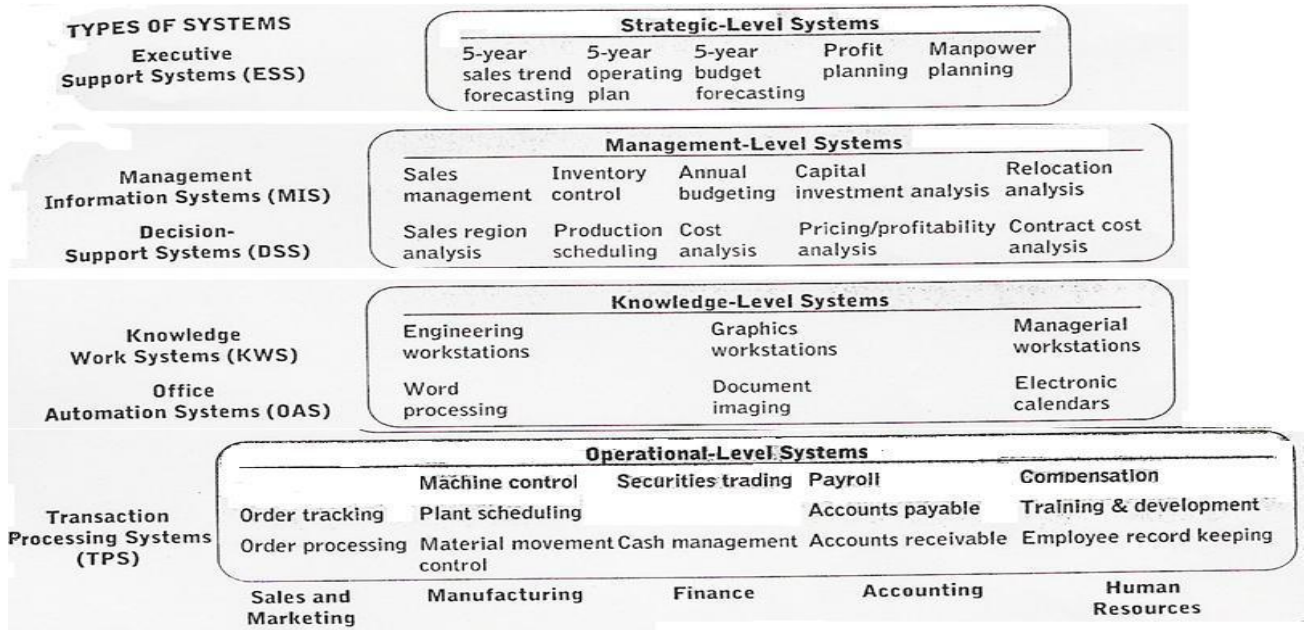 TYPES OF SYSTEMS
Executive
Support Systems (ESS)
Strategic-Level Systems
5-year 5-year 5-year Profit Manpower
sales trend operating budget planning planning
forecasting plan forecasting
Management-Level Systems
Management
Information Systems (MIS)
Sales Inventory Annual Capital Relocation
management control budgeting investment analysis analysis
Decision-
Support Systems (DSS)
Sales region Production Cost Pricing/profitability Contract cost
analysis scheduling analysis analysis analysis
Knowledge-Level Systems
Knowledge
Work Systems (KWS)
Engineering Graphics Managerial
workstations workstations workstations
Office
Automation Systems (OAS)
Word Document Electronic
processing imaging calendars
Operational-Level Systems
Transaction
Processing Systems
(TPS)
Machine control Securities trading Payroll Compensation
Order tracking Plant scheduling Accounts payable Training & development
Order processing Material movement Cash management Accounts receivable Employee record keeping
control
Sales and Manufacturing Finance Accounting Human
Marketing Resources